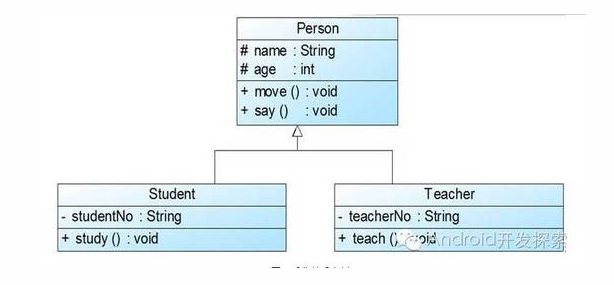 Person
# name : String
# age : int
+ move () : void
+ say () : void
Student
- studentNo : String
+ study () : void
Teacher
- teacherNo : String
+ teach () : void
Android开发探索